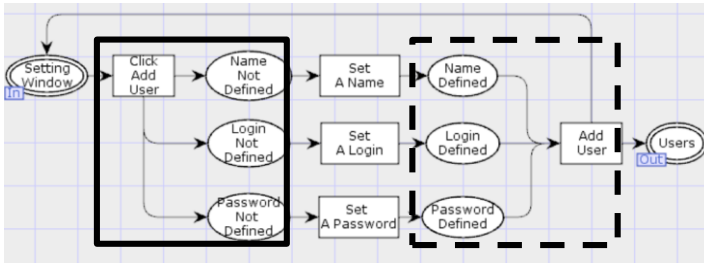 Setting
Window
In
Click
Add
User
Name
Not
Defined
Set
A Name
Name
Defined
Login
Not
Defined
Set
A Login
Login
Defined
Add
User
Users
Out
Password
Not
Defined
Set
A Password
Password
Defined